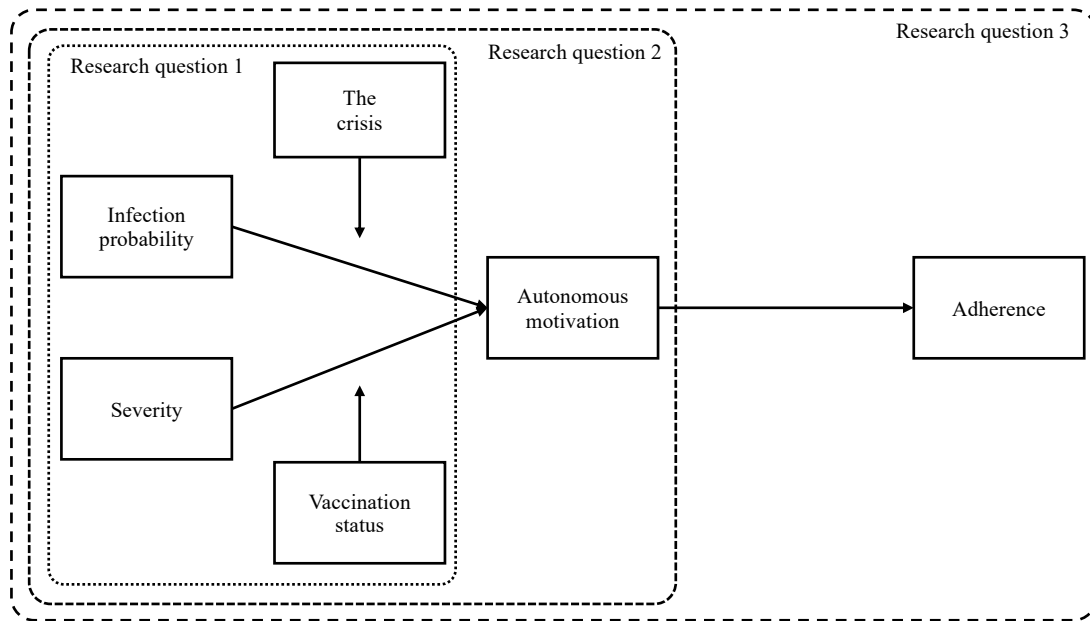 Research question 3
Research question 2
Research question 1
The
crisis
Infection
probability
Autonomous
motivation
Adherence
Severity
Vaccination
status